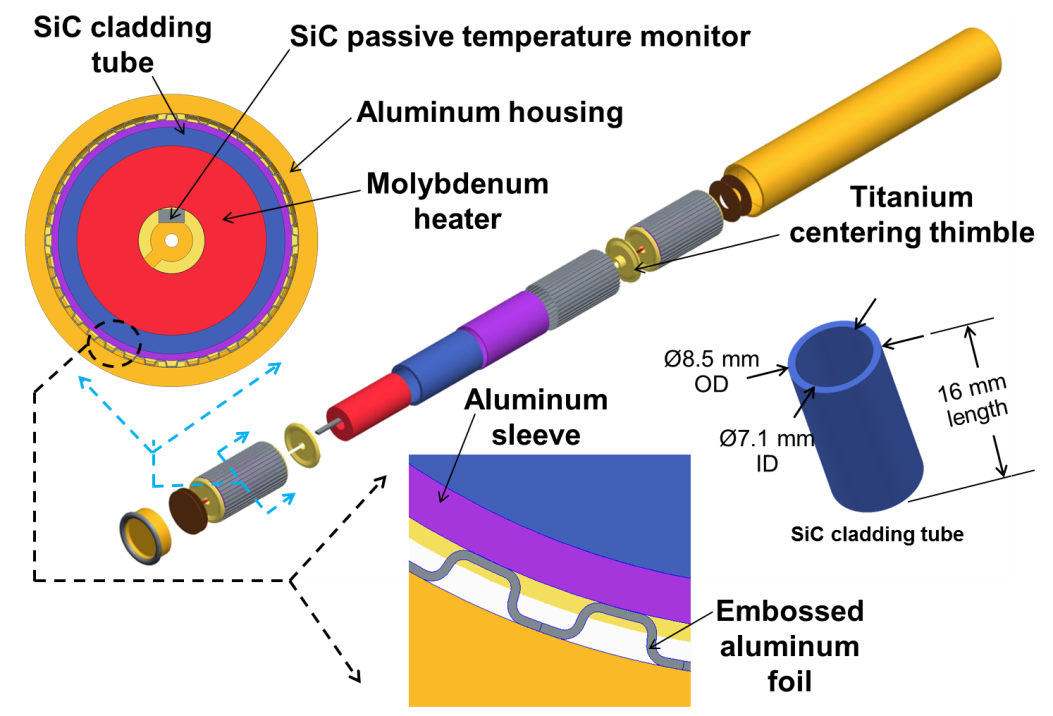 SiC cladding
tube
SiC passive temperature monitor
Aluminum housing
Molybdenum
heater
Titanium
centering thimble
Aluminum
sleeve
Ø8.5 mm
OD
Ø7.1 mm
ID
16 mm
length
SiC cladding tube
Embossed
aluminum
foil